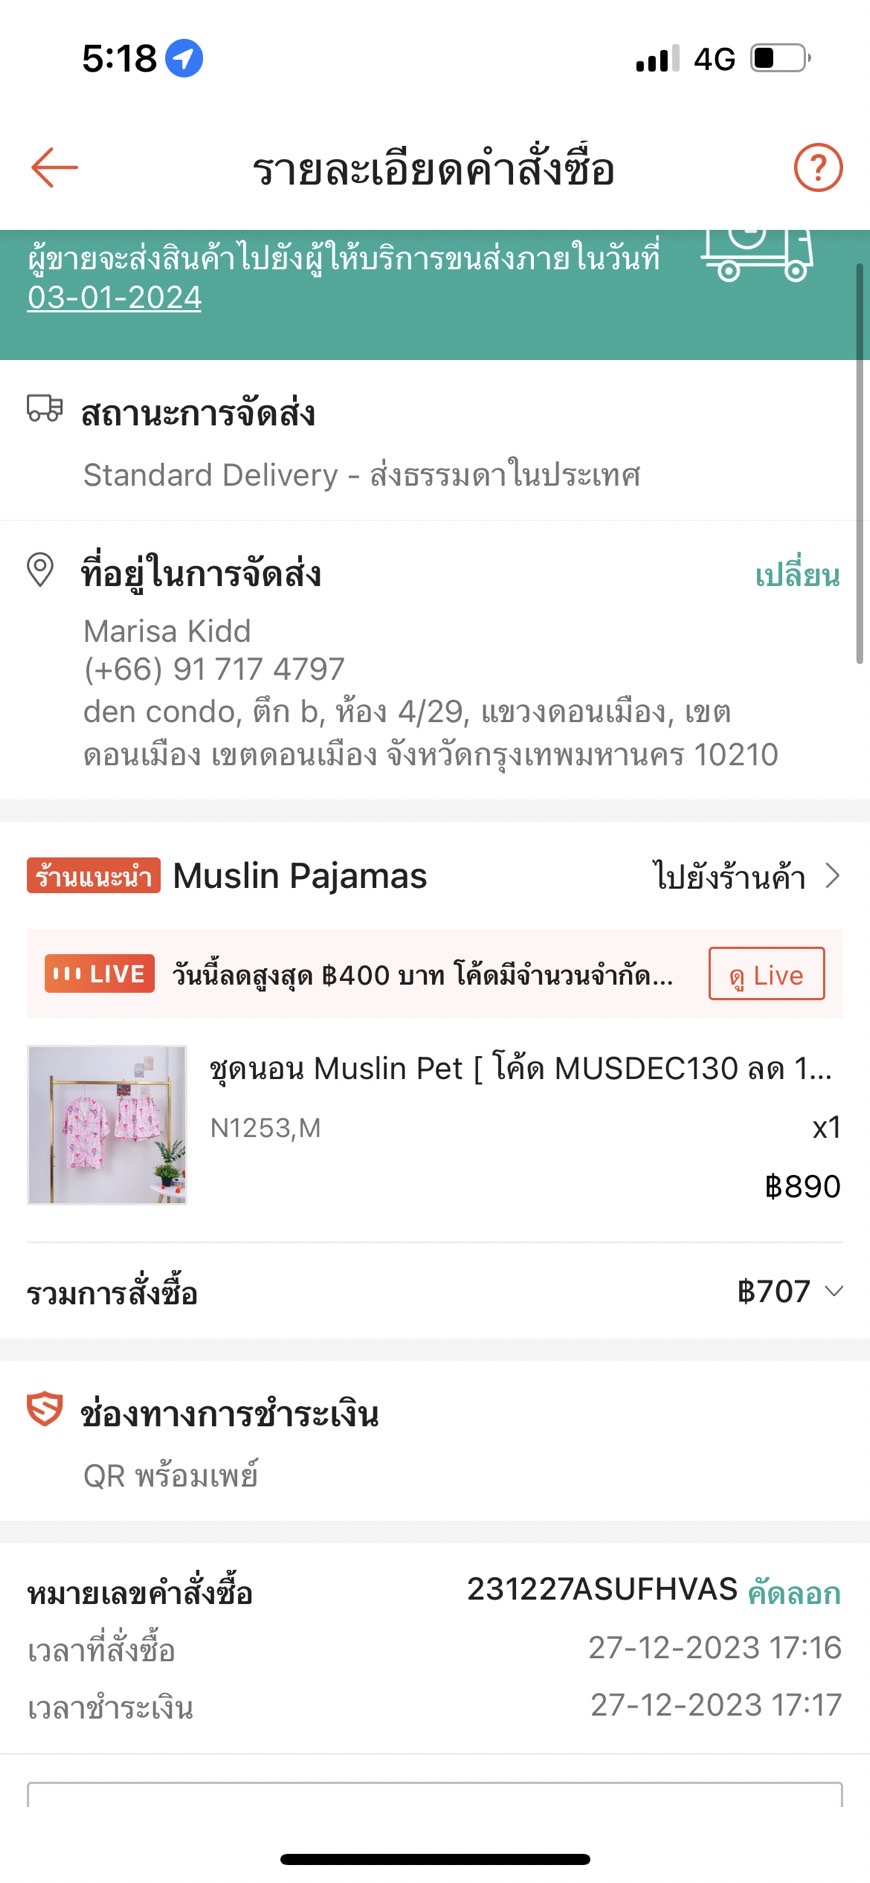 5:18
4G
รายละเอียดคำสั่งซื้อ
?
ผู้ขายจะส่งสินค้าไปยังผู้ให้บริการขนส่งภายในวันที่
03-01-2024
สถานะการจัดส่ง
Standard Delivery - ส่งธรรมดาในประเทศ
ที่อยู่ในการจัดส่ง
เปลี่ยน
Marisa Kidd
(+66) 91 717 4797
den condo, ตึก b, ห้อง 4/29, แขวงดอนเมือง, เขต
ดอนเมือง เขตดอนเมือง จังหวัดกรุงเทพมหานคร 10210
ร้านแนะนำ Muslin Pajamas
ไปยังร้านค้า
LIVE วันนี้ลดสูงสุด ฿400 บาท โค้ดมีจำนวนจำกัด... ดู Live
ชุดนอน Muslin Pet [ โค้ด MUSDEC130 ลด 1...
N1253,M
x1
฿890
รวมการสั่งซื้อ
฿707
ช่องทางการชำระเงิน
QR พร้อมเพย์
หมายเลขคำสั่งซื้อ 231227ASUFHVAS คัดลอก
เวลาที่สั่งซื้อ 27-12-2023 17:16
เวลาชำระเงิน 27-12-2023 17:17